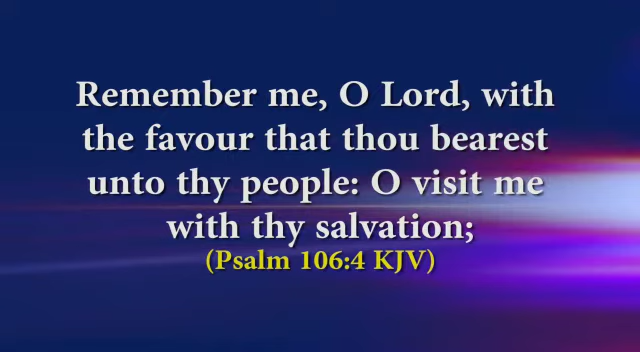 Remember me, O Lord, with
the favour that thou bearest
unto thy people: O visit me
with thy salvation;
(Psalm 106:4 KJV)